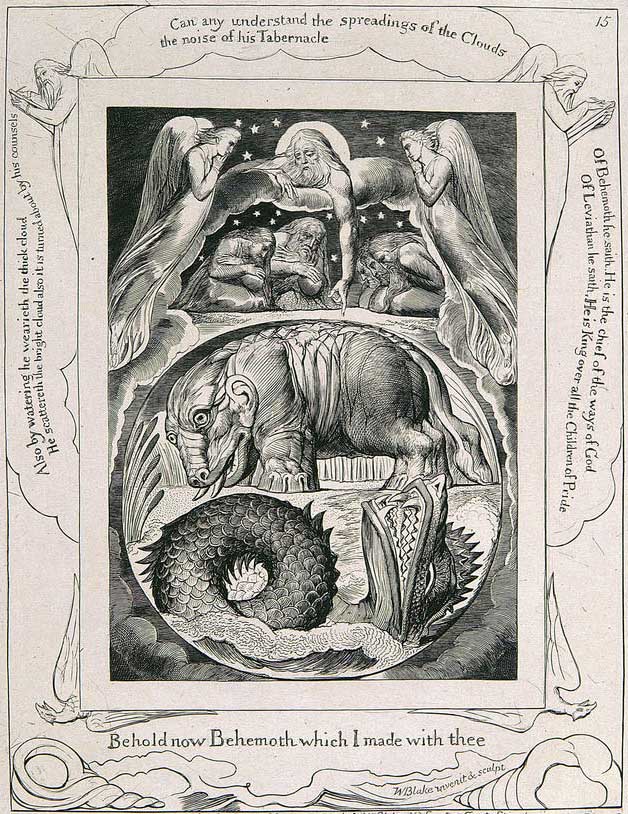 15
Can any understand the spreadings of the Clouds
the noise of his Tabernacle
Also by watering he wearieth the thick cloud
He scattereth the bright cloud also it is turned about by his counsels
Of Behemoth he saith. He is the chief of the ways of God
Of Leviathan he saith. He is King over all the Children of Pride
Behold now Behemoth which I made with thee
WBlake invenit & sculpt